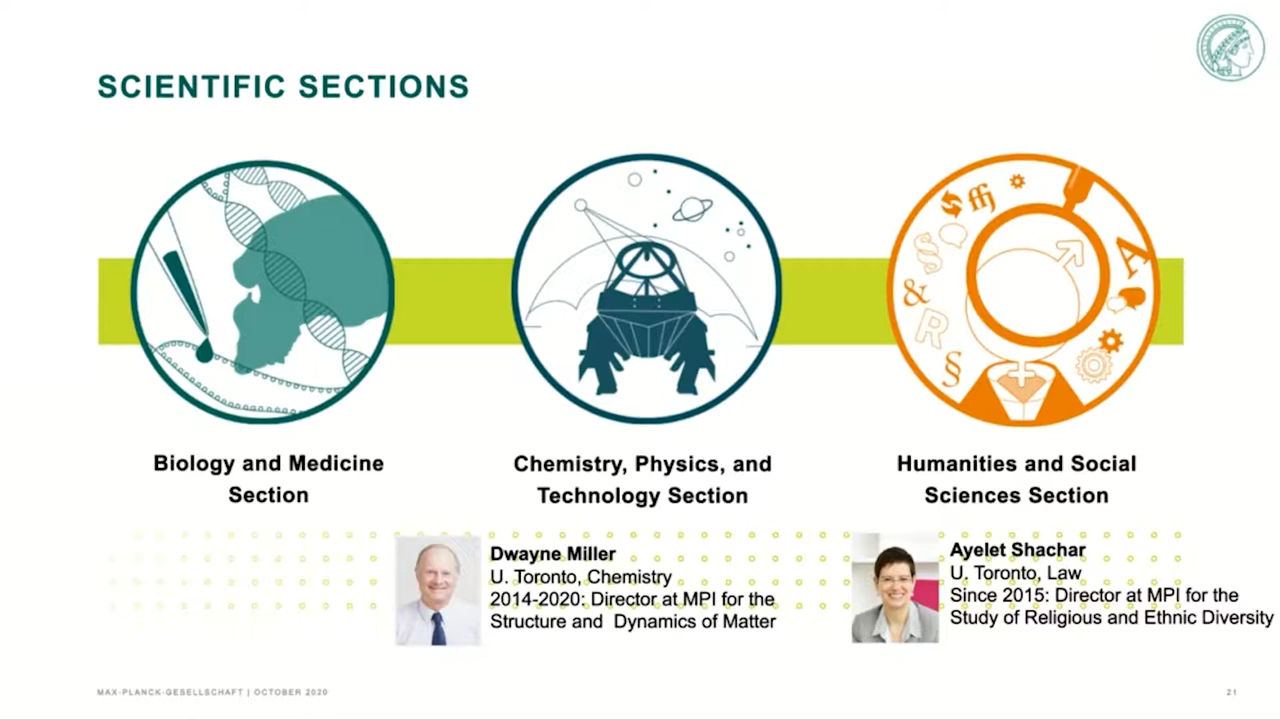 SCIENTIFIC SECTIONS
ffj
&
R
§
§
A
Biology and Medicine
Section
Chemistry, Physics, and
Technology Section
Humanities and Social
Sciences Section
Dwayne Miller
U. Toronto, Chemistry
2014-2020: Director at MPI for the
Structure and Dynamics of Matter
Ayelet Shachar
U. Toronto, Law
Since 2015: Director at MPI for the
Study of Religious and Ethnic Diversity
MAX-PLANCK-GESELLSCHAFT | OCTOBER 2020
21